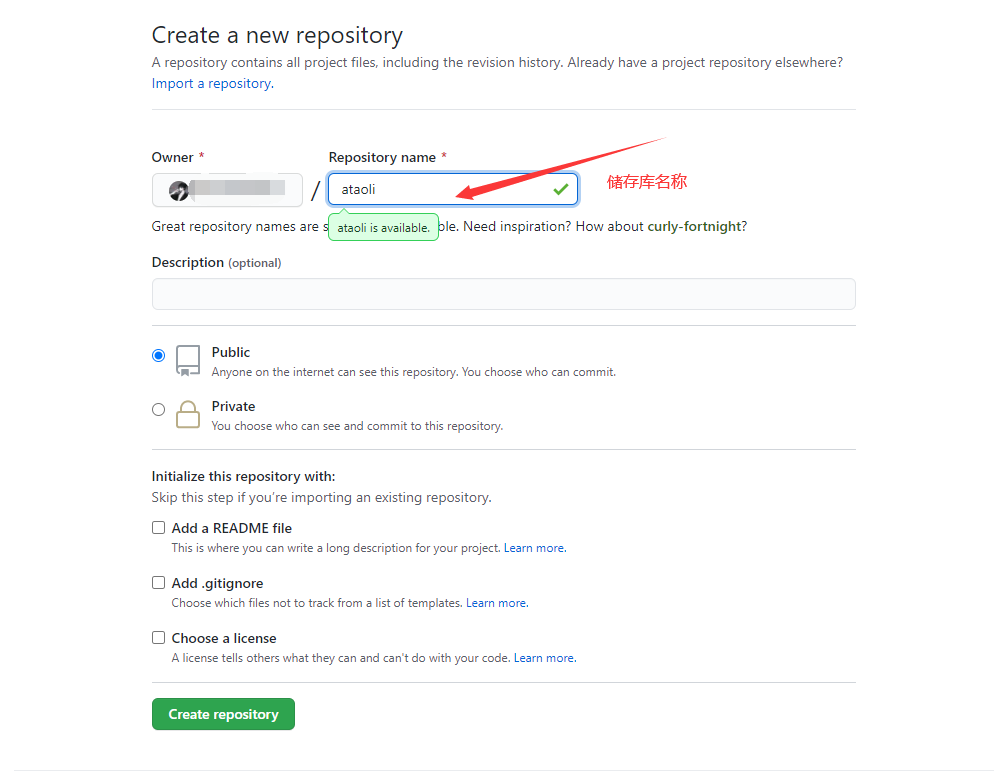 Create a new repository
A repository contains all project files, including the revision history. Already have a project repository elsewhere?
Import a repository.
Owner *
Repository name *
/
ataoli
储存库名称
Great repository names are s ble. Need inspiration? How about curly-fortnight?
ataoli is available.
Description (optional)
Public
Anyone on the internet can see this repository. You choose who can commit.
Private
You choose who can see and commit to this repository.
Initialize this repository with:
Skip this step if you're importing an existing repository.
Add a README file
This is where you can write a long description for your project. Learn more.
Add .gitignore
Choose which files not to track from a list of templates. Learn more.
Choose a license
A license tells others what they can and can't do with your code. Learn more.
Create repository